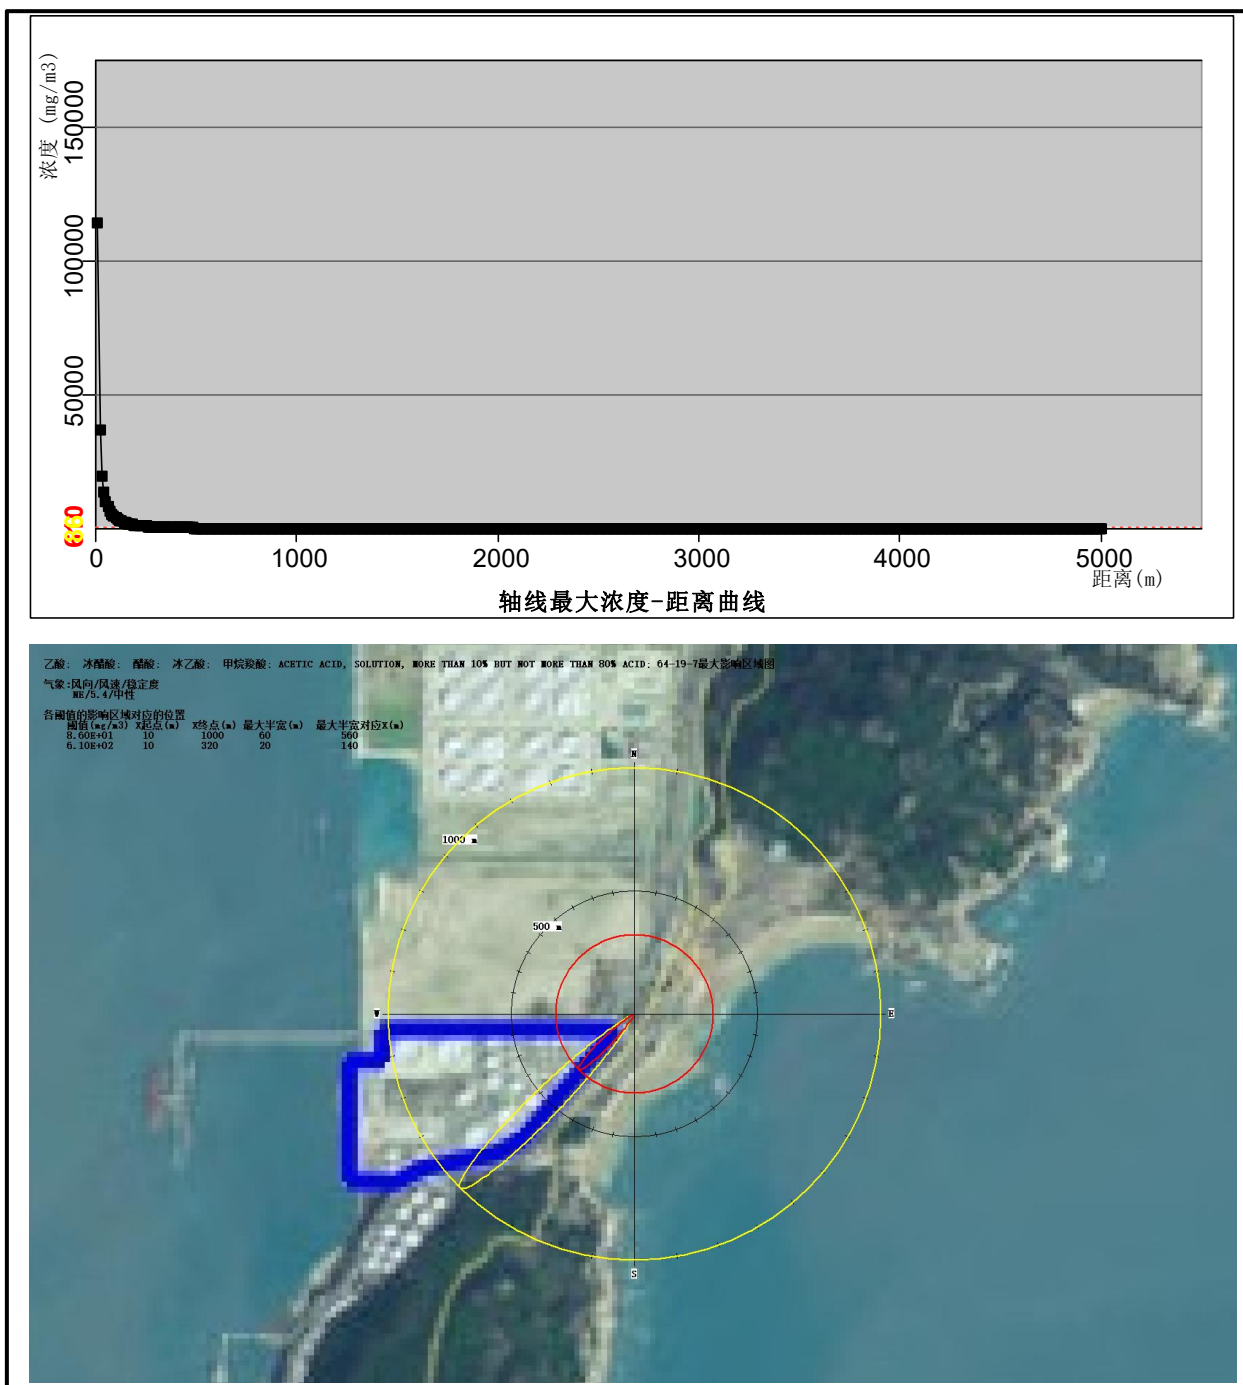 浓度 (mg/m3)
150000
100000
50000
0
1000
2000
3000
4000
5000
距离(m)
轴线最大浓度-距离曲线
乙酸; 冰醋酸; 醋酸; 冰乙酸; 甲烷羧酸; ACETIC ACID, SOLUTION, MORE THAN 10% BUT NOT MORE THAN 80% ACID; 64-19-7最大影响区域图
气象:风向/风速/稳定度
NE/5.4/中性
各阈值的影响区域对应的位置
阈值(mg/m3) X起点(m) X终点(m) 最大半宽(m) 最大半宽对应X(m)
8.60E+01 10 1000 60 560
6.10E+02 10 320 20 140
N
1000 m
500 m
W
E
S